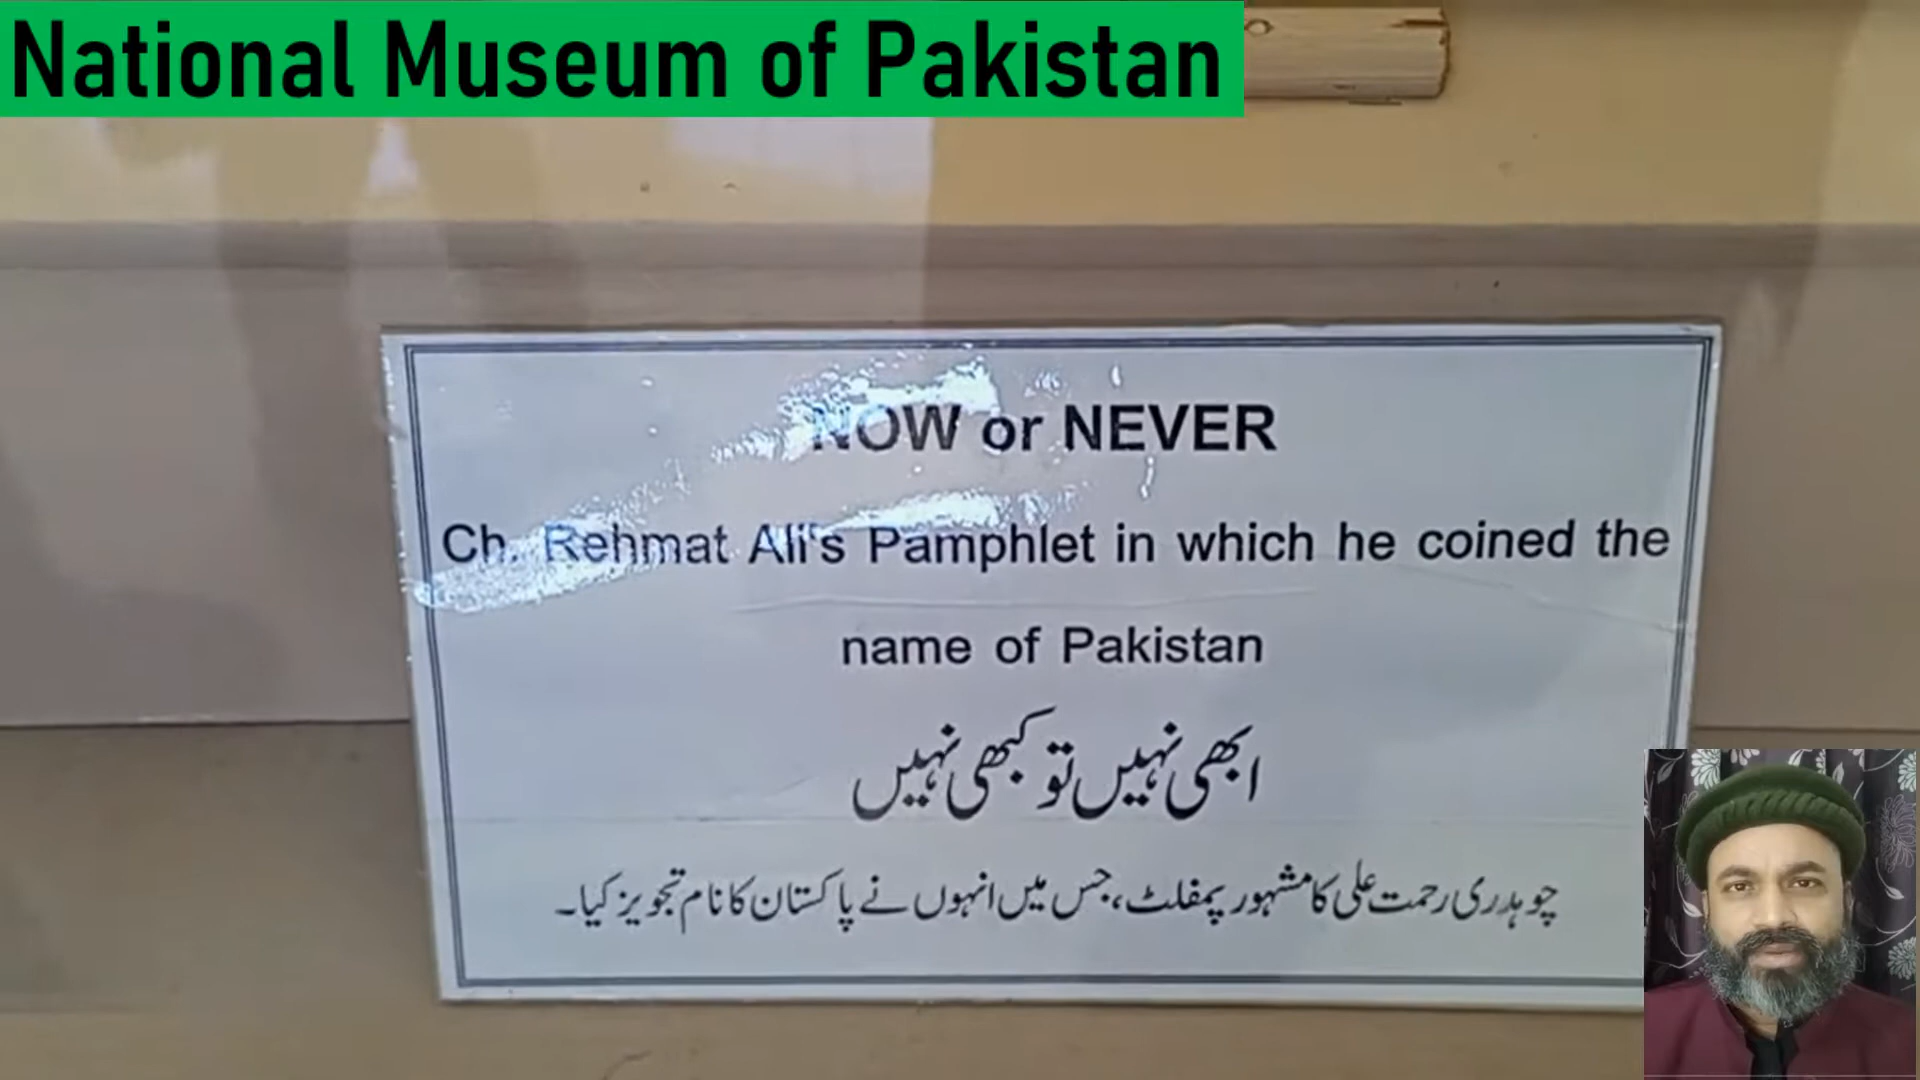 National Museum of Pakistan
NOW or NEVER
Ch. Rehmat Ali's Pamphlet in which he coined the
name of Pakistan
ابھی نہیں تو کبھی نہیں
چوہدری رحمت علی کا مشہور پمفلٹ، جس میں انہوں نے پاکستان کا نام تجویز کیا۔